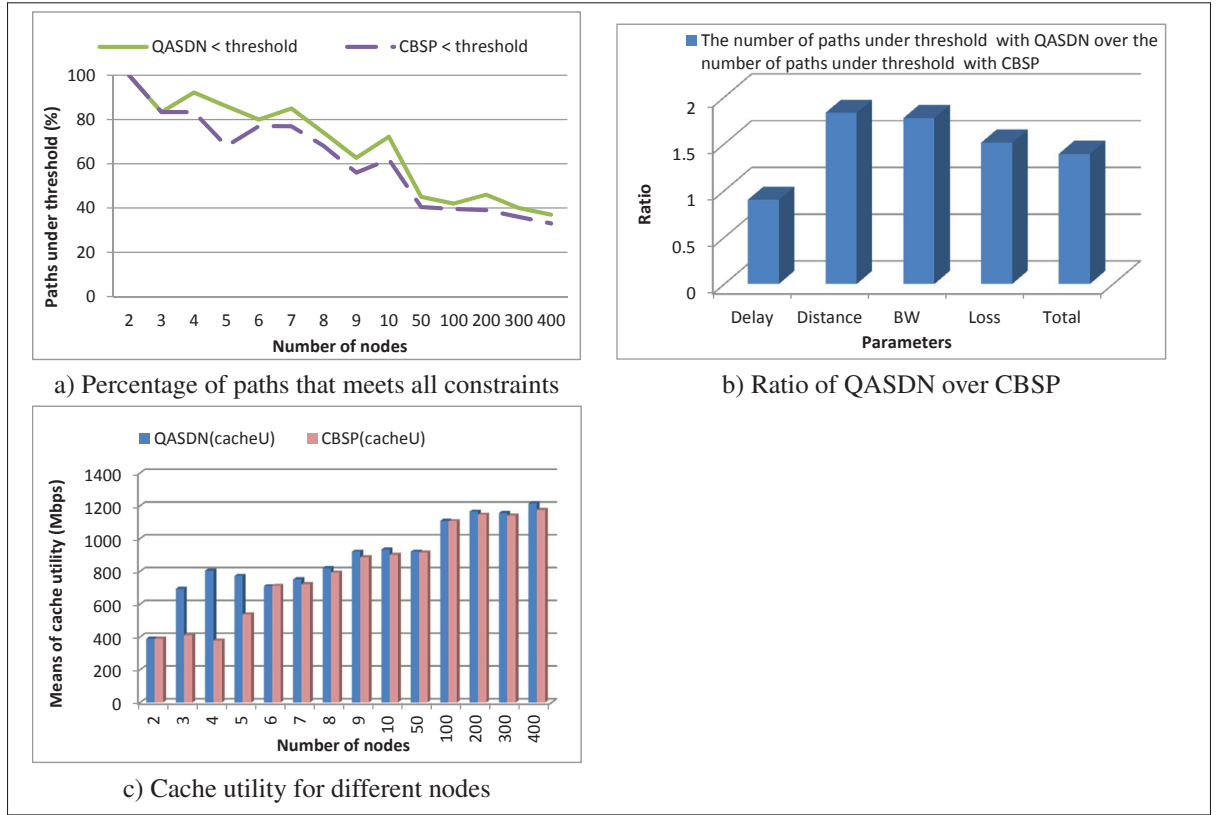 QASDN < threshold CBSP < threshold
100
80
60
40
20
0
Paths under threshold (%)
2 3 4 5 6 7 8 9 10 50 100 200 300 400
Number of nodes
a) Percentage of paths that meets all constraints
The number of paths under threshold with QASDN over the
number of paths under threshold with CBSP
2
1.5
1
0.5
0
Ratio
Delay Distance BW Loss Total
Parameters
b) Ratio of QASDN over CBSP
QASDN(cacheU) CBSP(cacheU)
1400
1200
1000
800
600
400
200
0
Means of cache utility (Mbps)
2 3 4 5 6 7 8 9 10 50 100 200 300 400
Number of nodes
c) Cache utility for different nodes